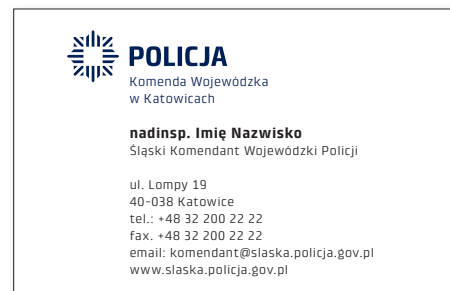 POLICJA
Komenda Wojewódzka
w Katowicach
nadinsp. Imię Nazwisko
Śląski Komendant Wojewódzki Policji
ul. Lompy 19
40-038 Katowice
tel.: +48 32 200 22 22
fax. +48 32 200 22 22
email: komendant@slaska.policja.gov.pl
www.slaska.policja.gov.pl